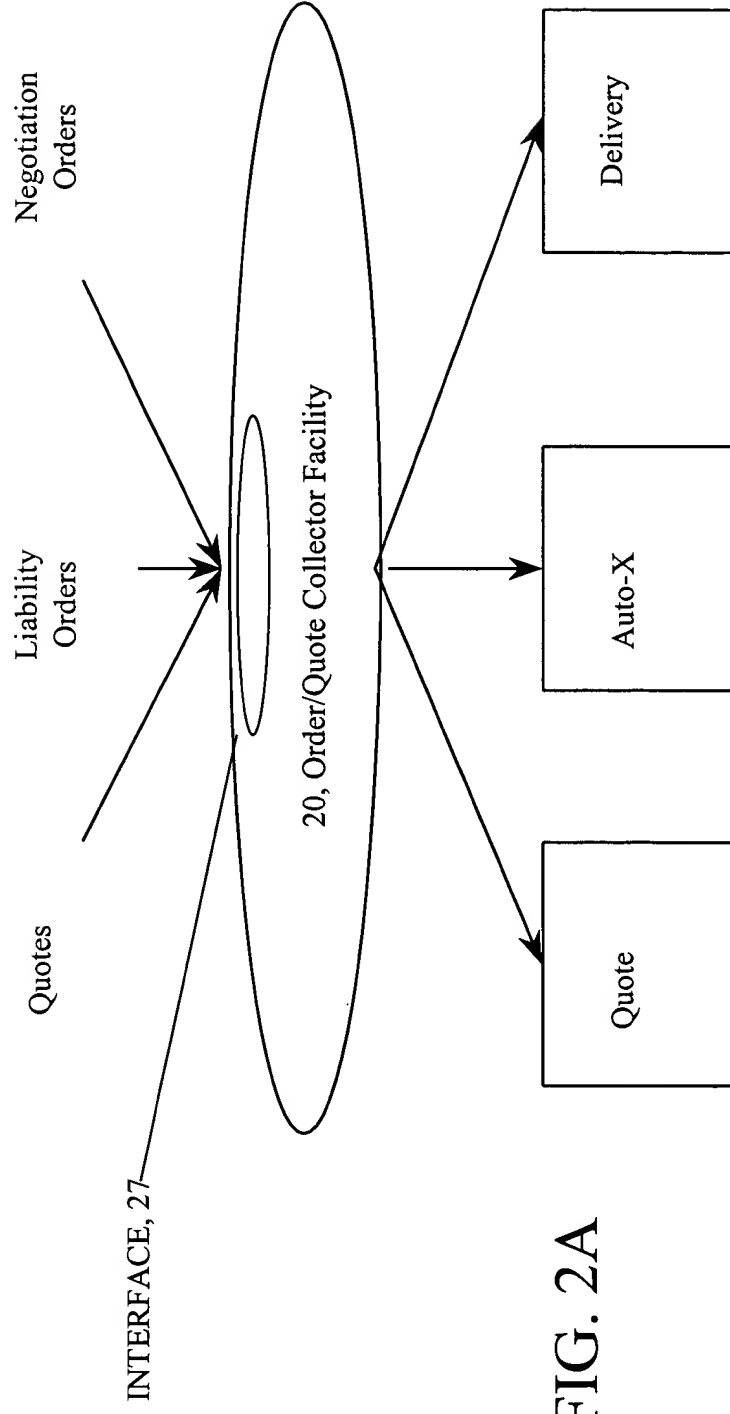 Quotes
Liability
Orders
Negotiation
Orders
INTERFACE, 27
20, Order/Quote Collector Facility
Quote
Auto-X
Delivery
FIG. 2A